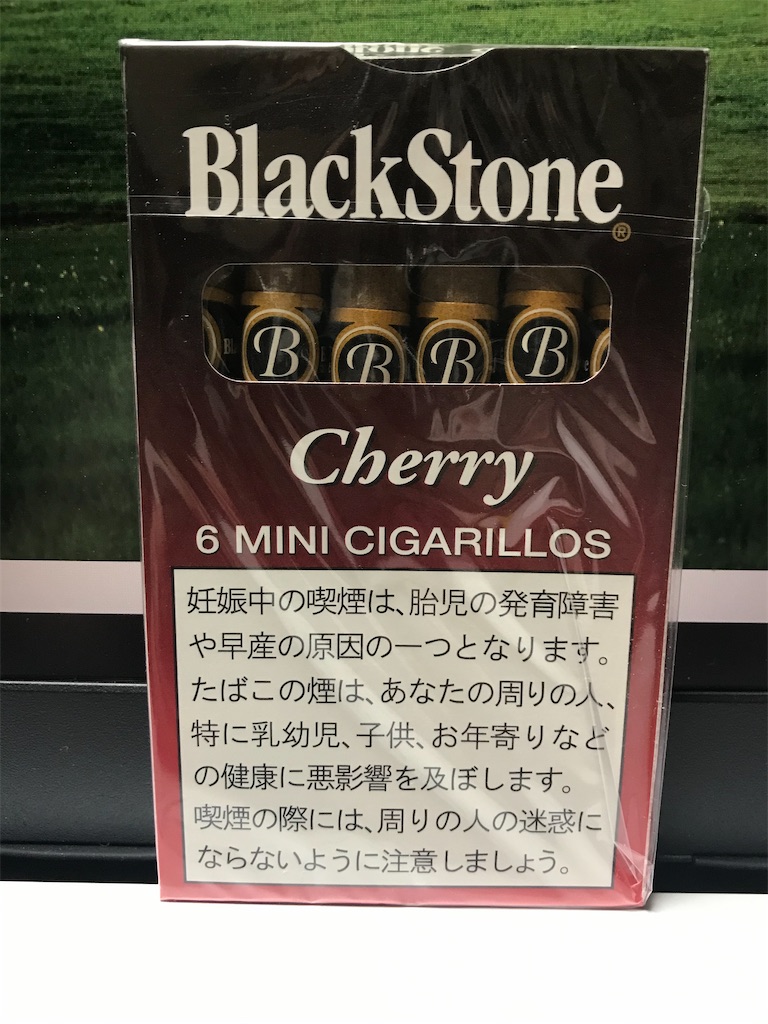 BlackStone®
B B B B
Cherry
6 MINI CIGARILLOS
妊娠中の喫煙は、胎児の発育障害
や早産の原因の一つとなります。
たばこの煙は、あなたの周りの人、
特に乳幼児、子供、お年寄りなど
の健康に悪影響を及ぼします。
喫煙の際には、周りの人の迷惑に
ならないように注意しましょう。